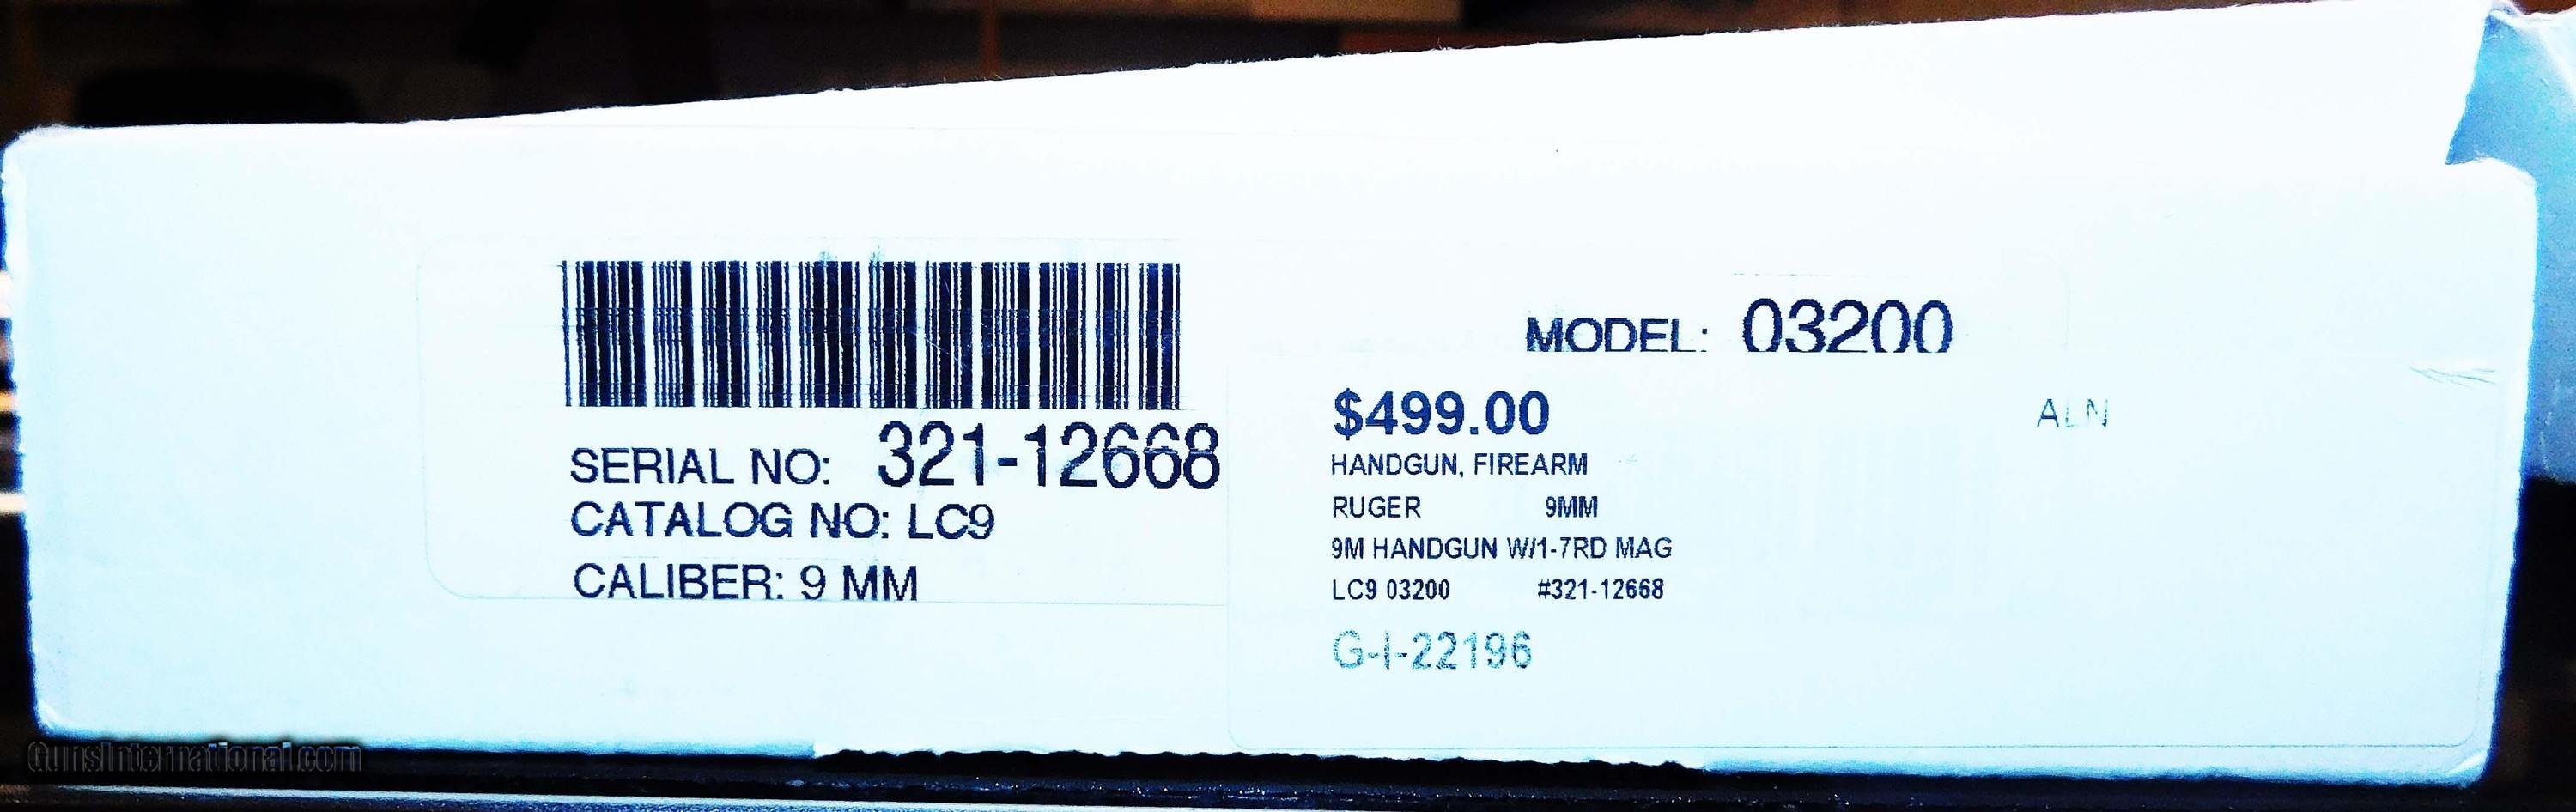 MODEL: 03200
SERIAL NO: 321-12668
CATALOG NO: LC9
CALIBER: 9 MM
$499.00
ALN
HANDGUN, FIREARM
RUGER 9MM
9M HANDGUN W/1-7RD MAG
LC9 03200 #321-12668
G-I-22196
GunsInternational.com